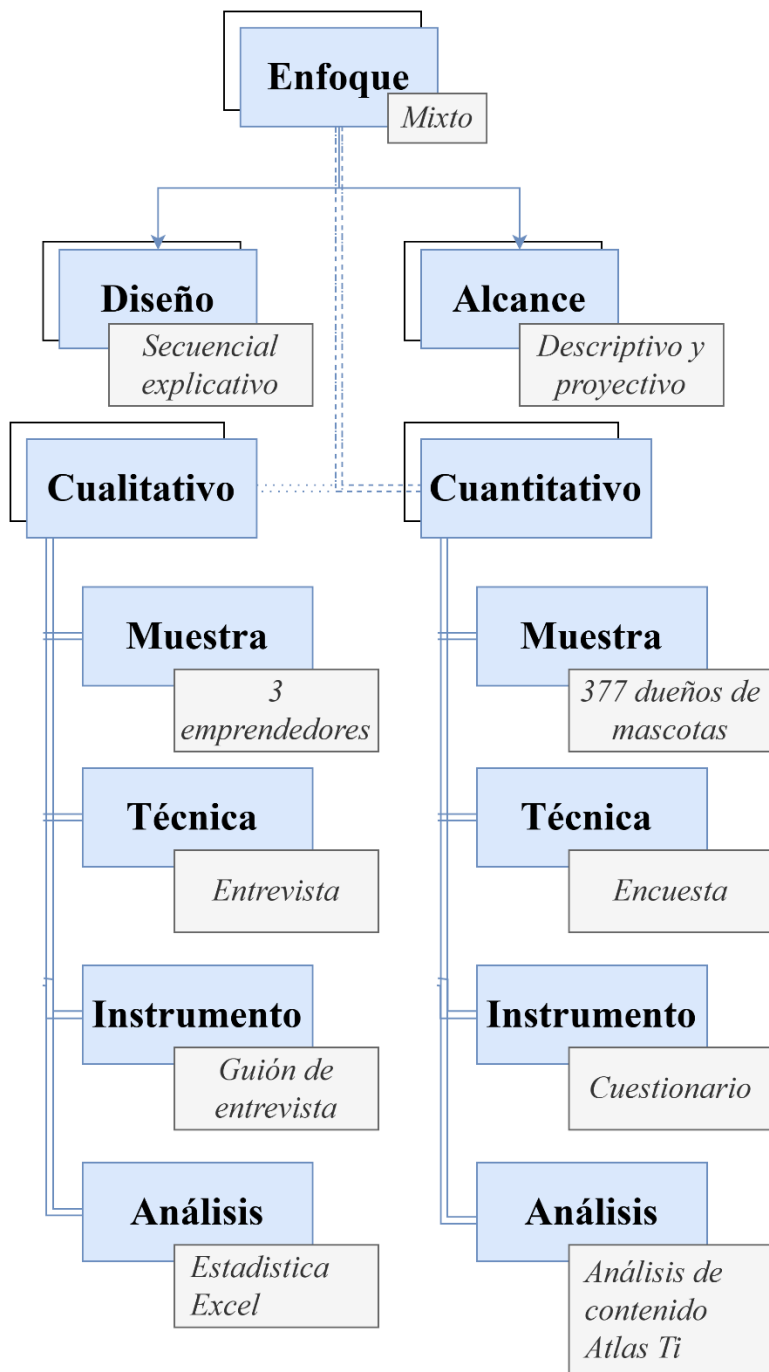 Enfoque
Mixto
Diseño
Secuencial
explicativo
Alcance
Descriptivo y
proyectivo
Cualitativo
Cuantitativo
Muestra
3
emprendedores
Muestra
377 dueños de
mascotas
Técnica
Entrevista
Técnica
Encuesta
Instrumento
Guión de
entrevista
Instrumento
Cuestionario
Análisis
Estadistica
Excel
Análisis
Análisis de
contenido
Atlas Ti